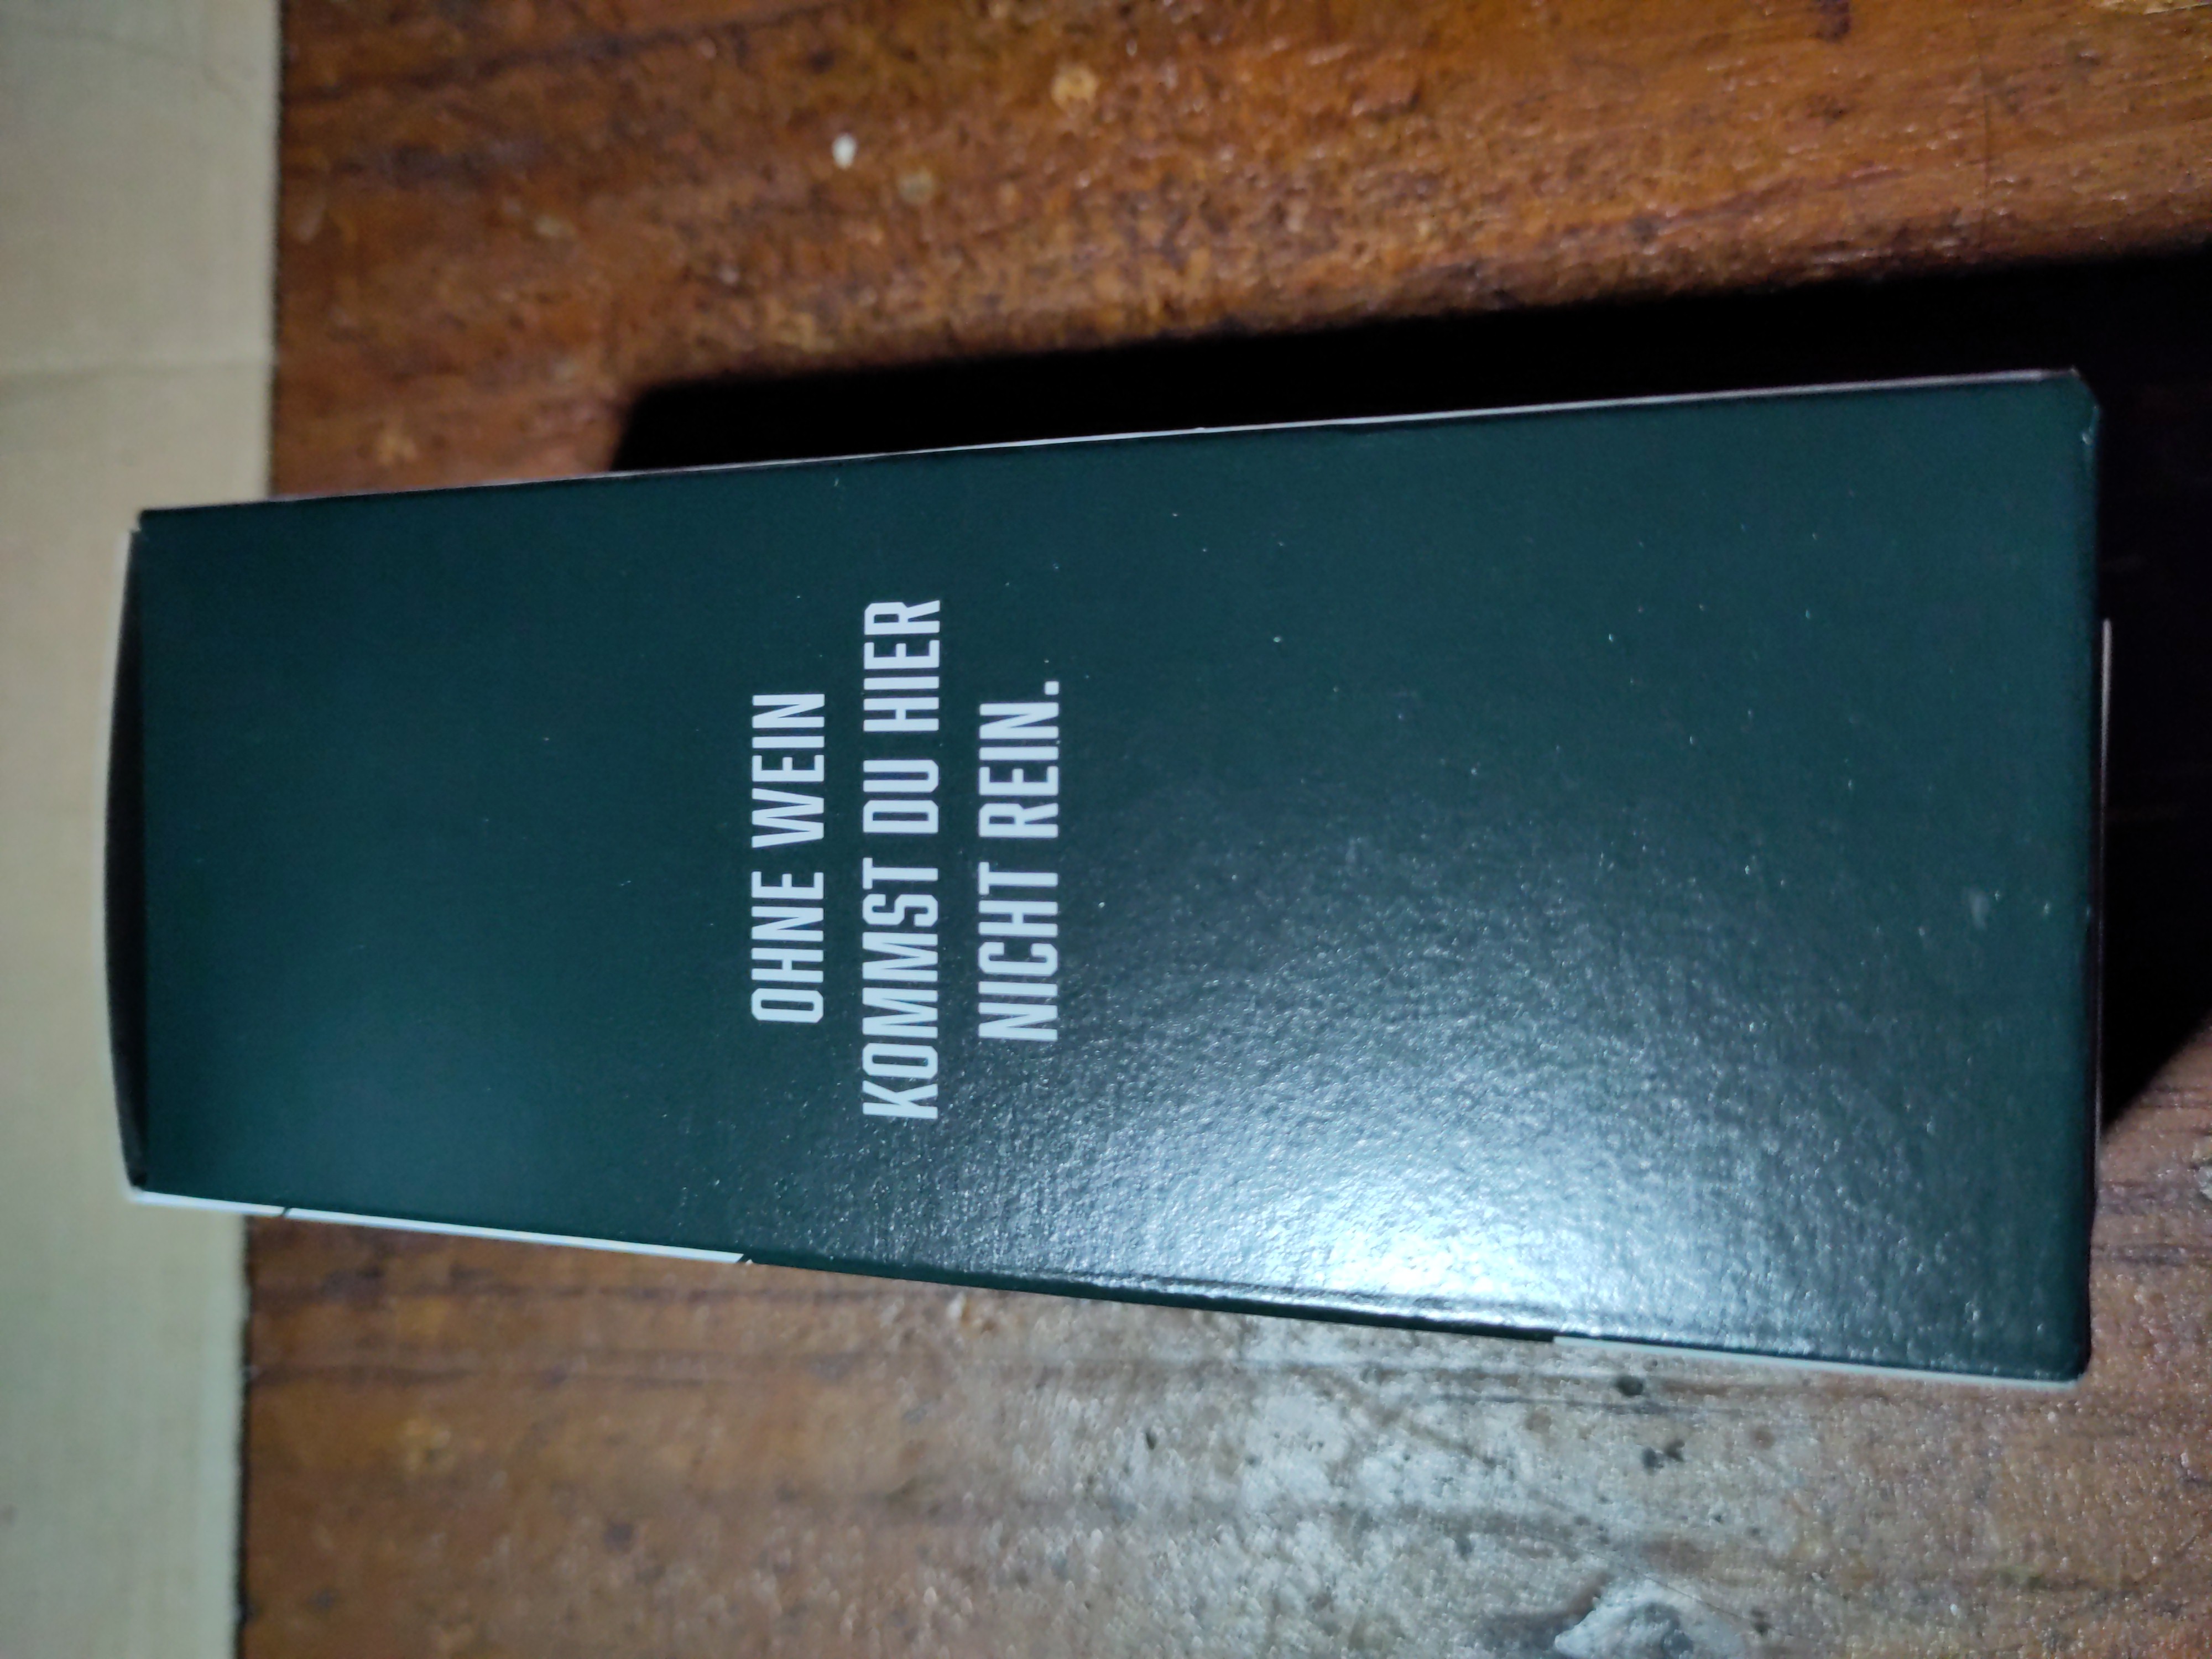 OHNE WEIN
KOMMST DU HIER
NICHT REIN.